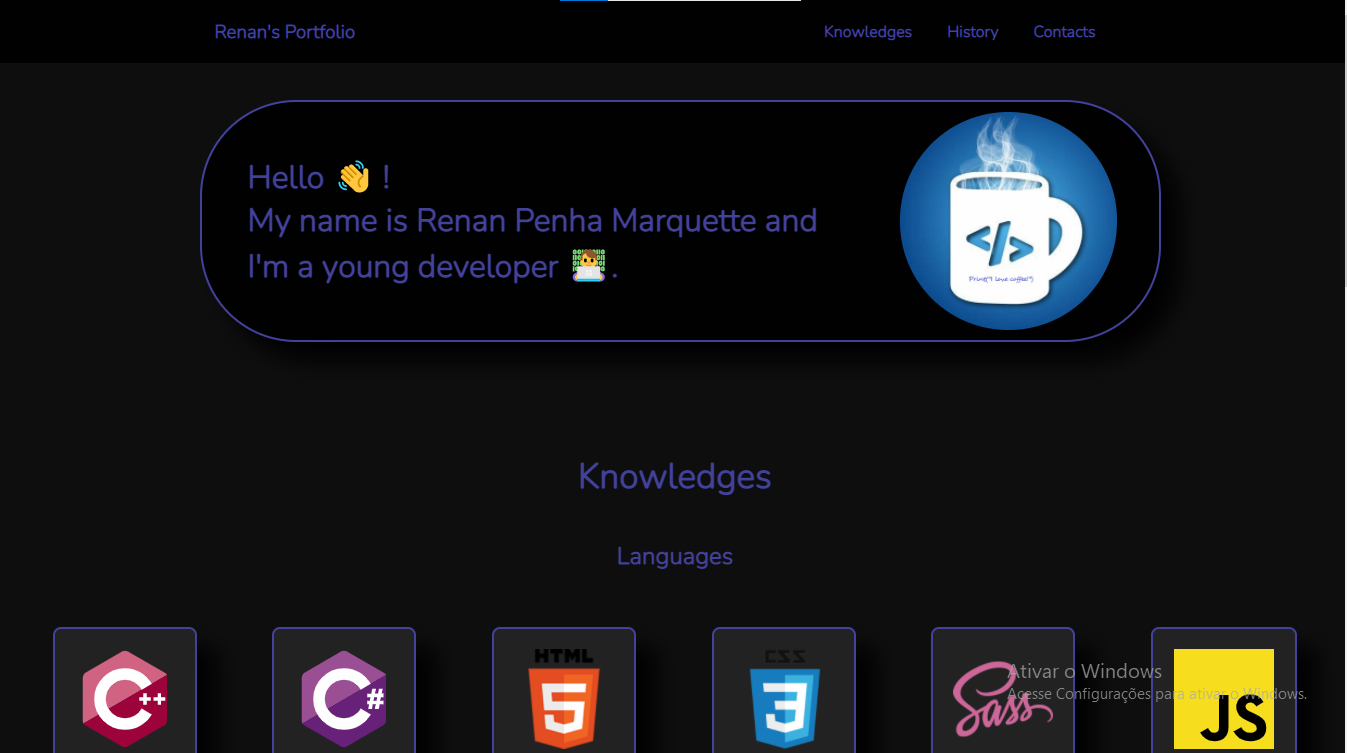 Renan's Portfolio
Knowledges History Contacts
Hello 👋 !
My name is Renan Penha Marquette and
I'm a young developer 👨‍💻 .
</>
Print("I love coffee!")
Knowledges
Languages
C++
C#
HTML
5
CSS
3
Sass
JS
Ativar o Windows
Acesse Configurações para ativar o Windows.